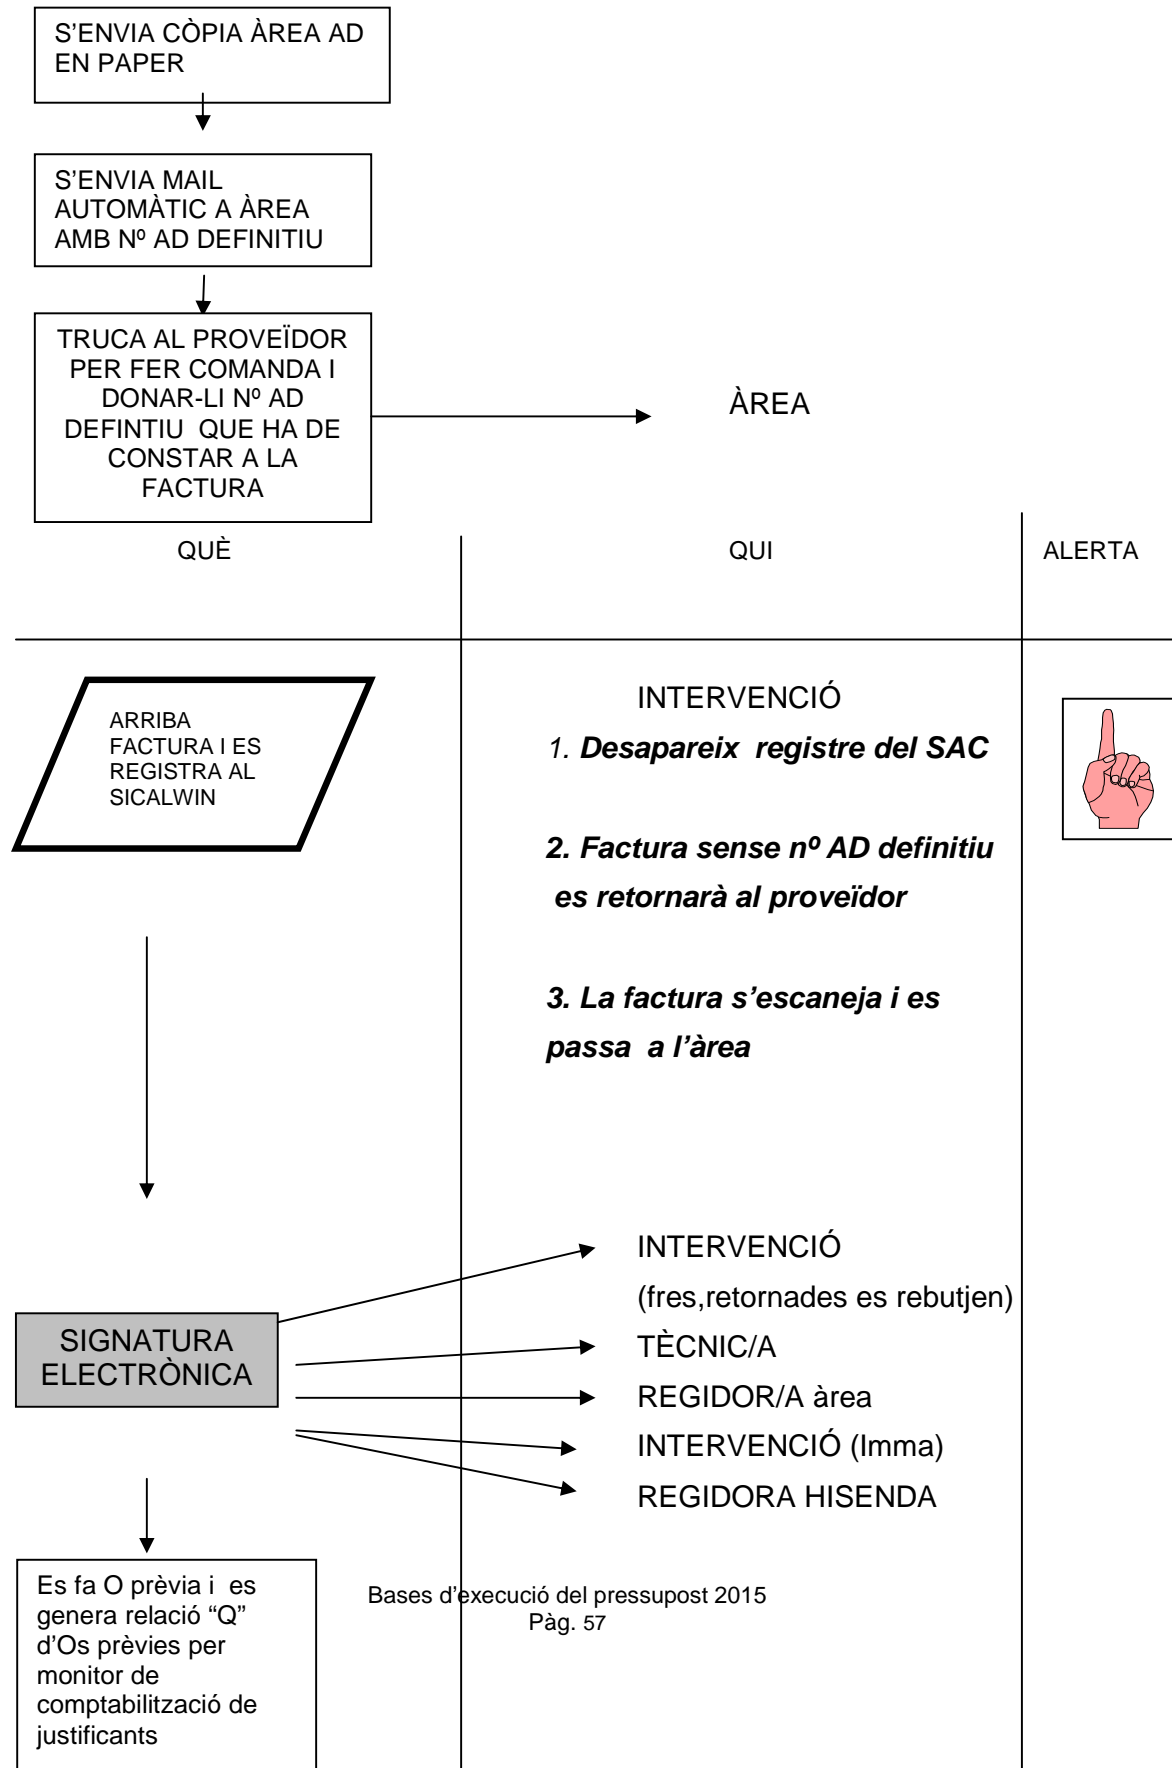 S’ENVIA CÒPIA ÀREA AD
EN PAPER
S’ENVIA MAIL
AUTOMÀTIC A ÀREA
AMB Nº AD DEFINITIU
TRUCA AL PROVEÏDOR
PER FER COMANDA I
DONAR-LI Nº AD
DEFINTIU QUE HA DE
CONSTAR A LA
FACTURA
ÀREA
QUÈ
QUI
ALERTA
ARRIBA
FACTURA I ES
REGISTRA AL
SICALWIN
INTERVENCIÓ
1. Desapareix registre del SAC
2. Factura sense nº AD definitiu
es retornarà al proveïdor
3. La factura s’escaneja i es
passa a l’àrea
SIGNATURA
ELECTRÒNICA
INTERVENCIÓ
(fres,retornades es rebutjen)
TÈCNIC/A
REGIDOR/A àrea
INTERVENCIÓ (Imma)
REGIDORA HISENDA
Es fa O prèvia i es
genera relació “Q”
d’Os prèvies per
monitor de
comptabilització de
justificants
Bases d’execució del pressupost 2015
Pàg. 57